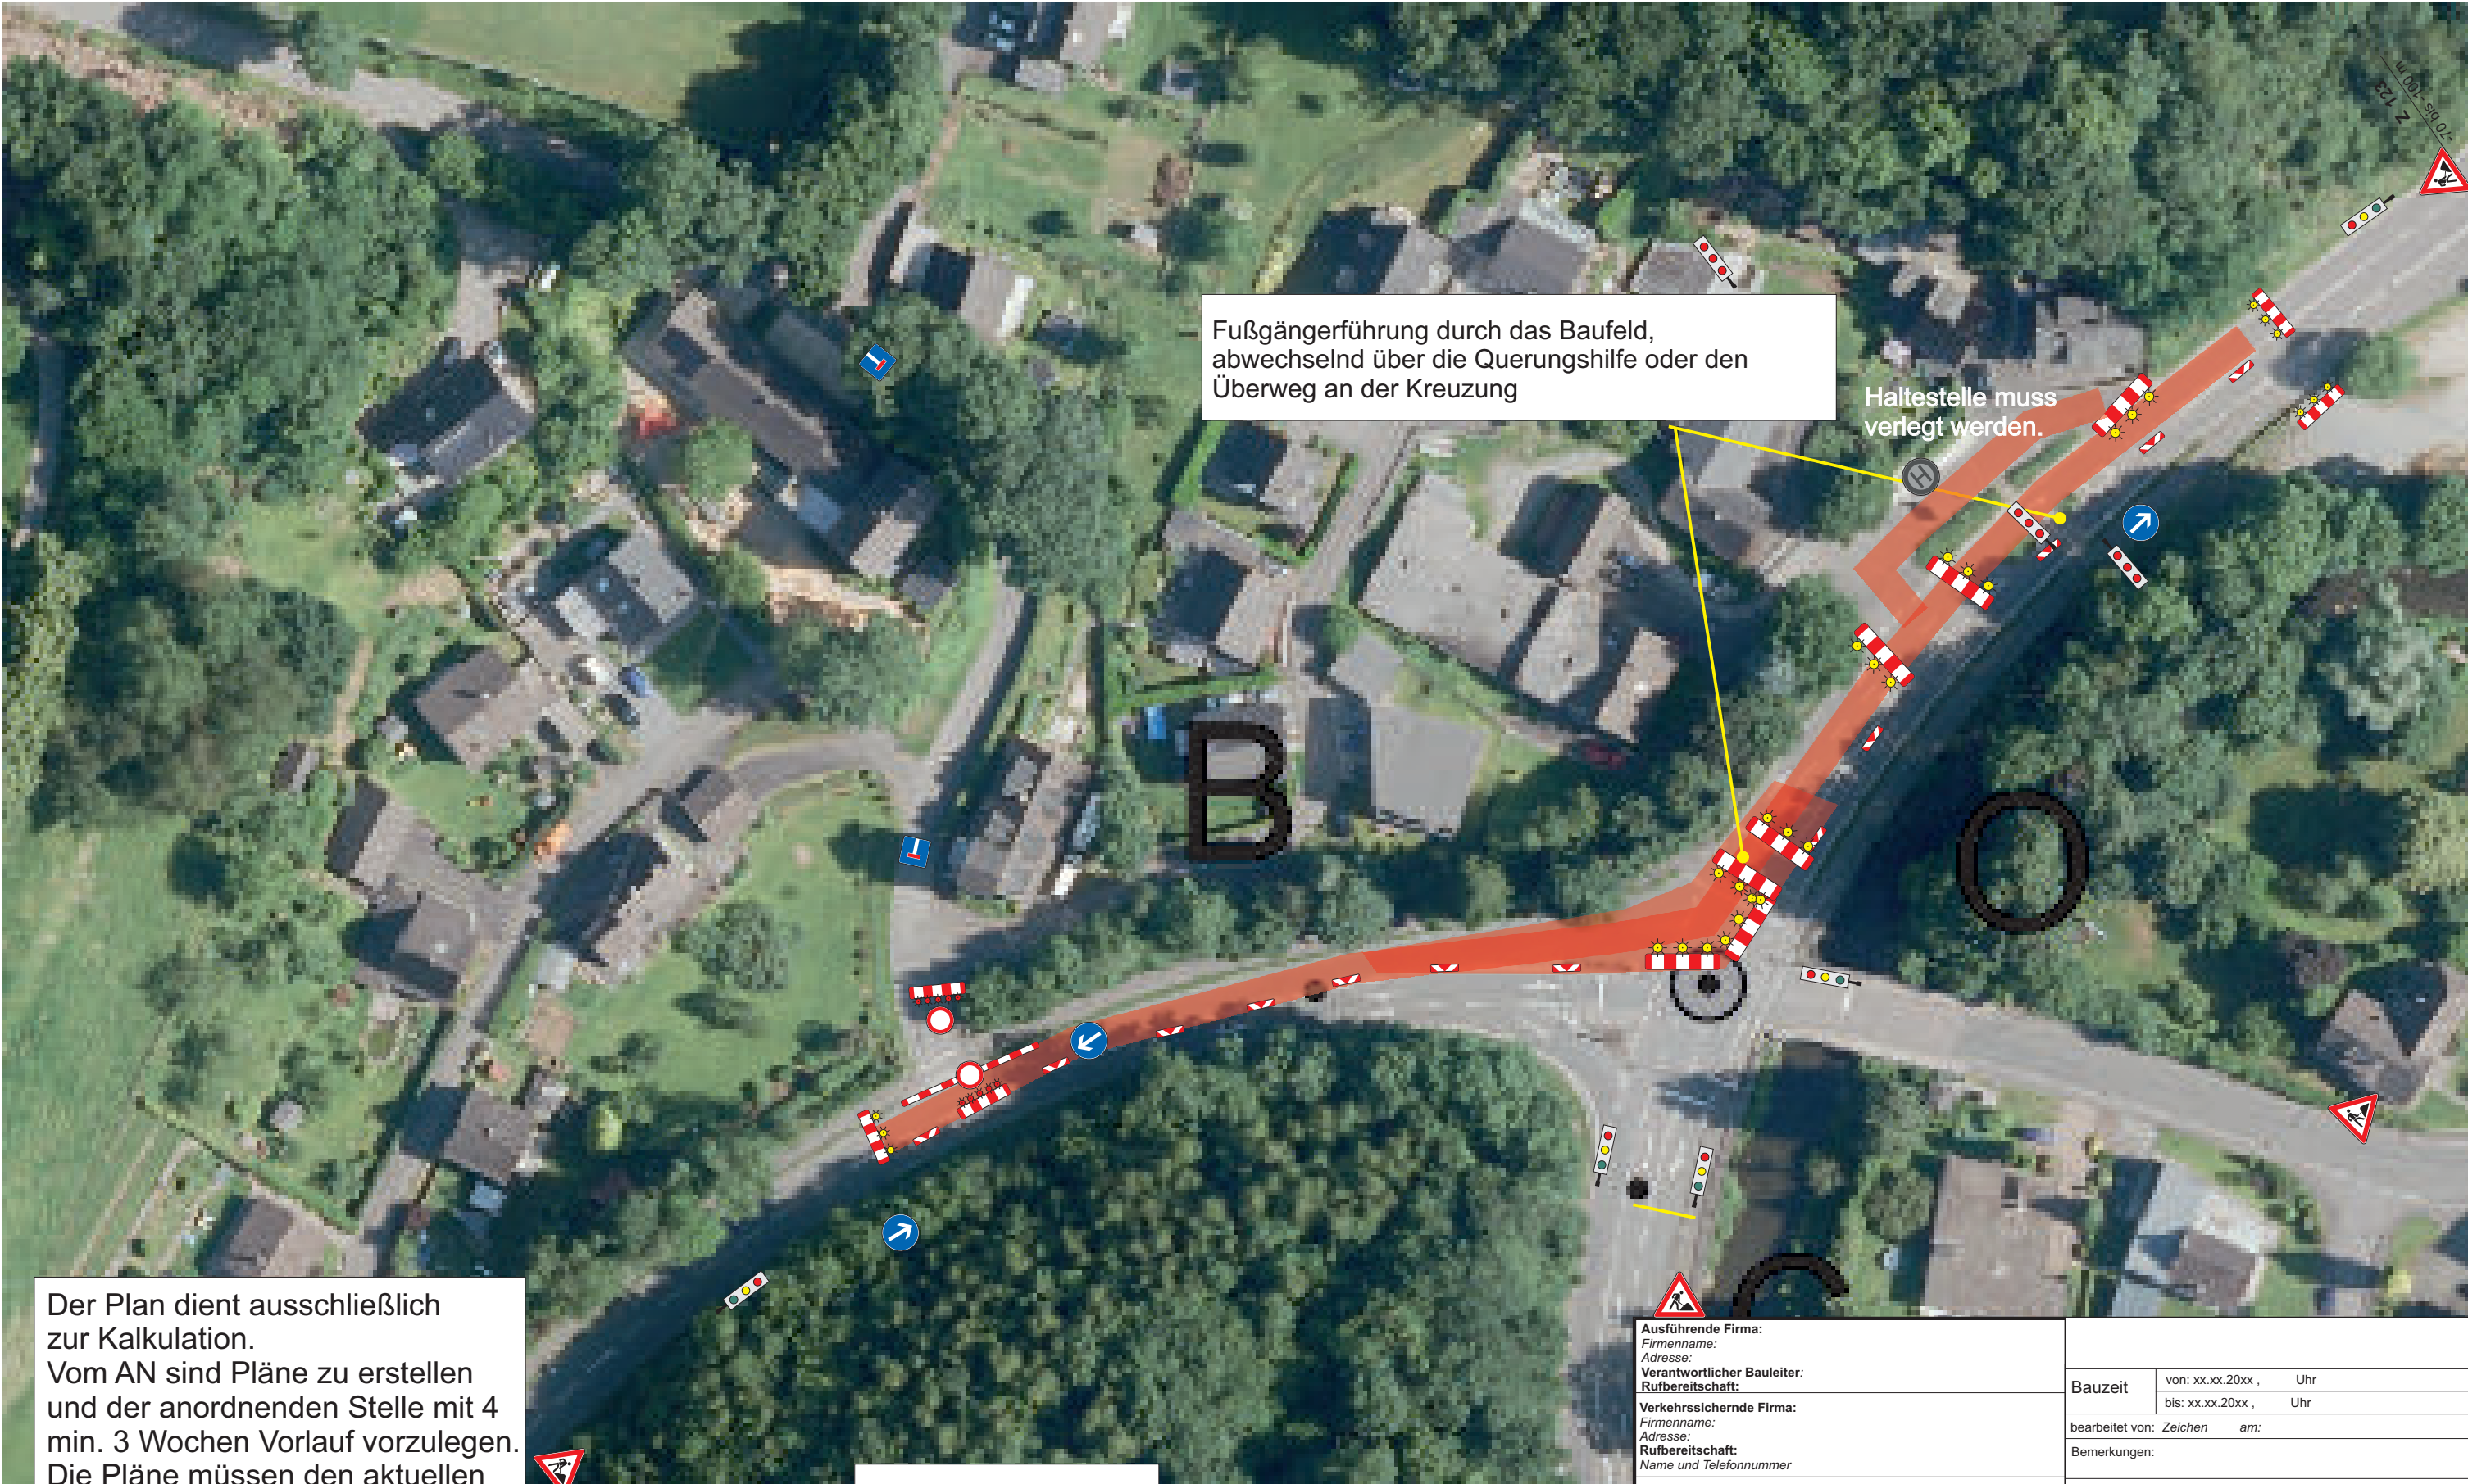 Z 123
-70 bis -100 m
Fußgängerführung durch das Baufeld,
abwechselnd über die Querungshilfe oder den
Überweg an der Kreuzung
Haltestelle muss
verlegt werden.
H
B
O
Der Plan dient ausschließlich
zur Kalkulation.
Vom AN sind Pläne zu erstellen
und der anordnenden Stelle mit 4
min. 3 Wochen Vorlauf vorzulegen.
Die Pläne müssen den aktuellen
Ausführende Firma:
Firmenname:
Adresse:
Verantwortlicher Bauleiter:
Rufbereitschaft:
Verkehrssichernde Firma:
Firmenname:
Adresse:
Rufbereitschaft:
Name und Telefonnummer
Bauzeit
von: xx.xx.20xx , Uhr
bis: xx.xx.20xx , Uhr
bearbeitet von: Zeichen am:
Bemerkungen: